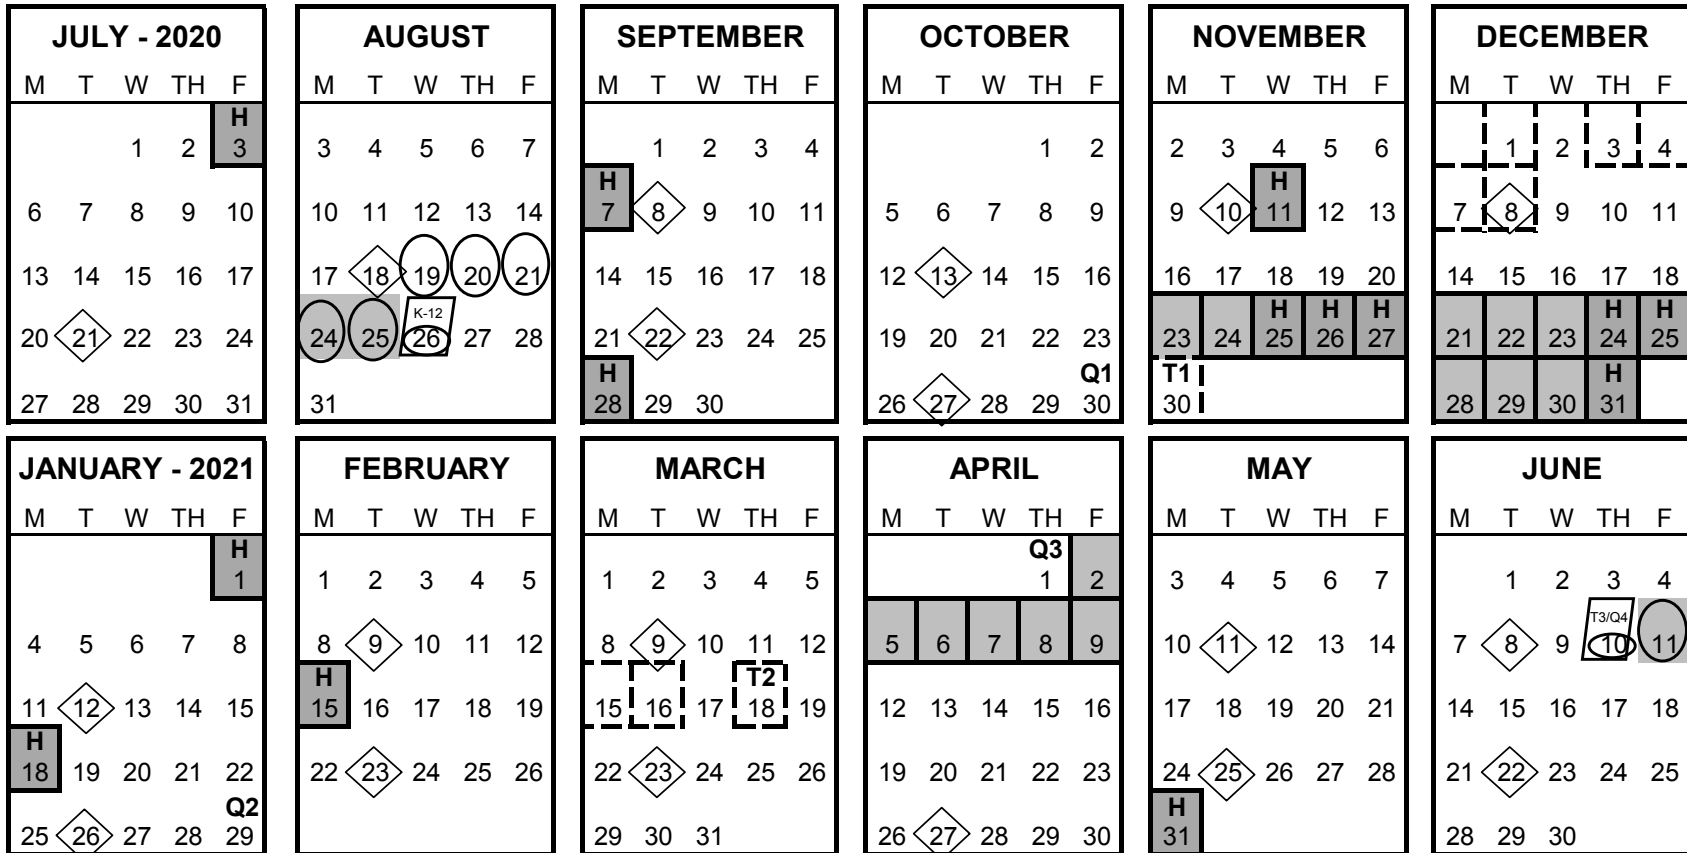 JULY - 2020
M T W TH F
H
1 2 3
6 7 8 9 10
13 14 15 16 17
20 21 22 23 24
27 28 29 30 31
AUGUST
M T W TH F
3 4 5 6 7
10 11 12 13 14
17 18 19 20 21
K-12
24 25 26 27 28
31
SEPTEMBER
M T W TH F
1 2 3 4
H
7 8 9 10 11
14 15 16 17 18
21 22 23 24 25
H
28 29 30
OCTOBER
M T W TH F
1 2
5 6 7 8 9
12 13 14 15 16
19 20 21 22 23
Q1
26 27 28 29 30
NOVEMBER
M T W TH F
2 3 4 5 6
H
9 10 11 12 13
16 17 18 19 20
H H H
23 24 25 26 27
T1
30
DECEMBER
M T W TH F
1 2 3 4
7 8 9 10 11
14 15 16 17 18
H H
21 22 23 24 25
H
28 29 30 31
JANUARY - 2021
M T W TH F
H
1
4 5 6 7 8
11 12 13 14 15
H
18 19 20 21 22
Q2
25 26 27 28 29
FEBRUARY
M T W TH F
1 2 3 4 5
8 9 10 11 12
H
15 16 17 18 19
22 23 24 25 26
MARCH
M T W TH F
1 2 3 4 5
8 9 10 11 12
T2
15 16 17 18 19
22 23 24 25 26
29 30 31
APRIL
M T W TH F
Q3
1 2
5 6 7 8 9
12 13 14 15 16
19 20 21 22 23
26 27 28 29 30
MAY
M T W TH F
3 4 5 6 7
10 11 12 13 14
17 18 19 20 21
24 25 26 27 28
H
31
JUNE
M T W TH F
1 2 3 4
T3/Q4
7 8 9 10 11
14 15 16 17 18
21 22 23 24 25
28 29 30